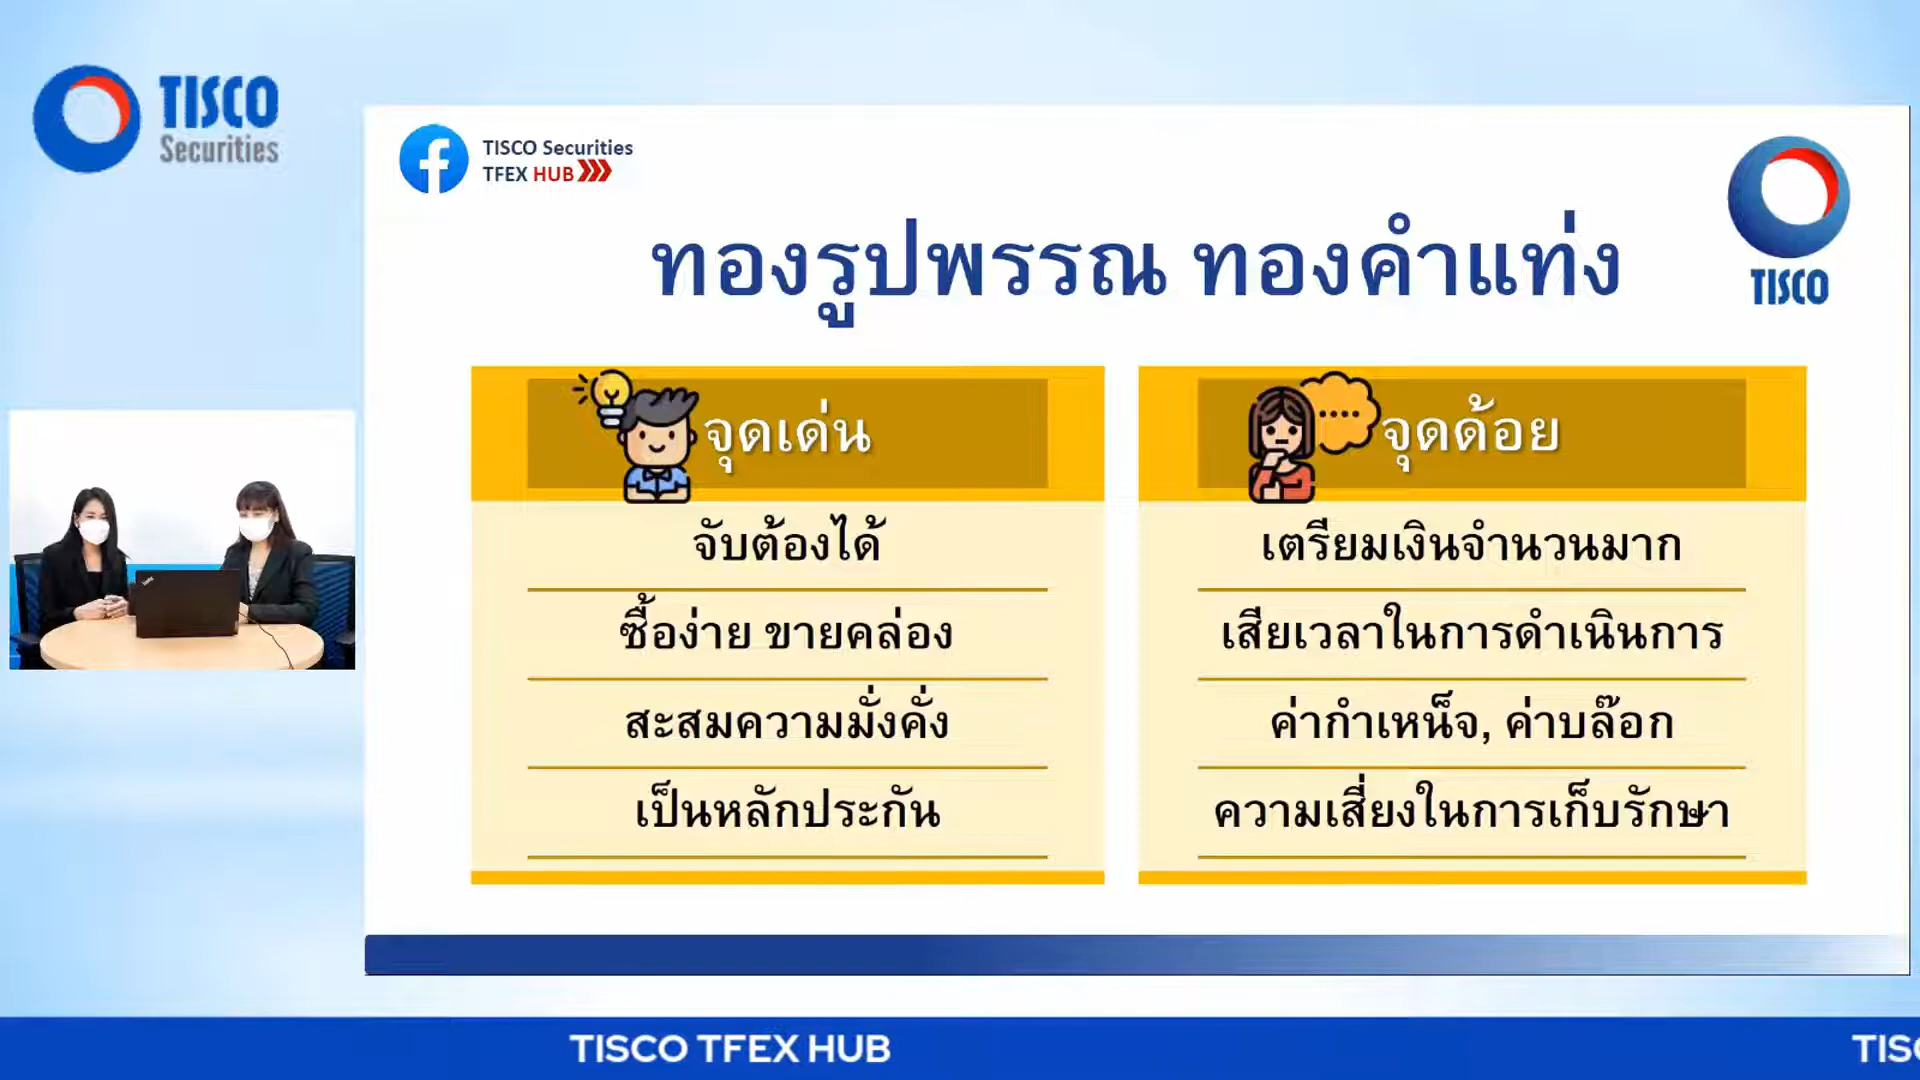 TISCO
Securities
TISCO Securities
TFEX HUB
TISCO
ทองรูปพรรณ ทองคำแท่ง
จุดเด่น
จับต้องได้
ซื้อง่าย ขายคล่อง
สะสมความมั่งคั่ง
เป็นหลักประกัน
จุดด้อย
เตรียมเงินจำนวนมาก
เสียเวลาในการดำเนินการ
ค่ากำเหน็จ, ค่าบล๊อก
ความเสี่ยงในการเก็บรักษา
TISCO TFEX HUB
TISC